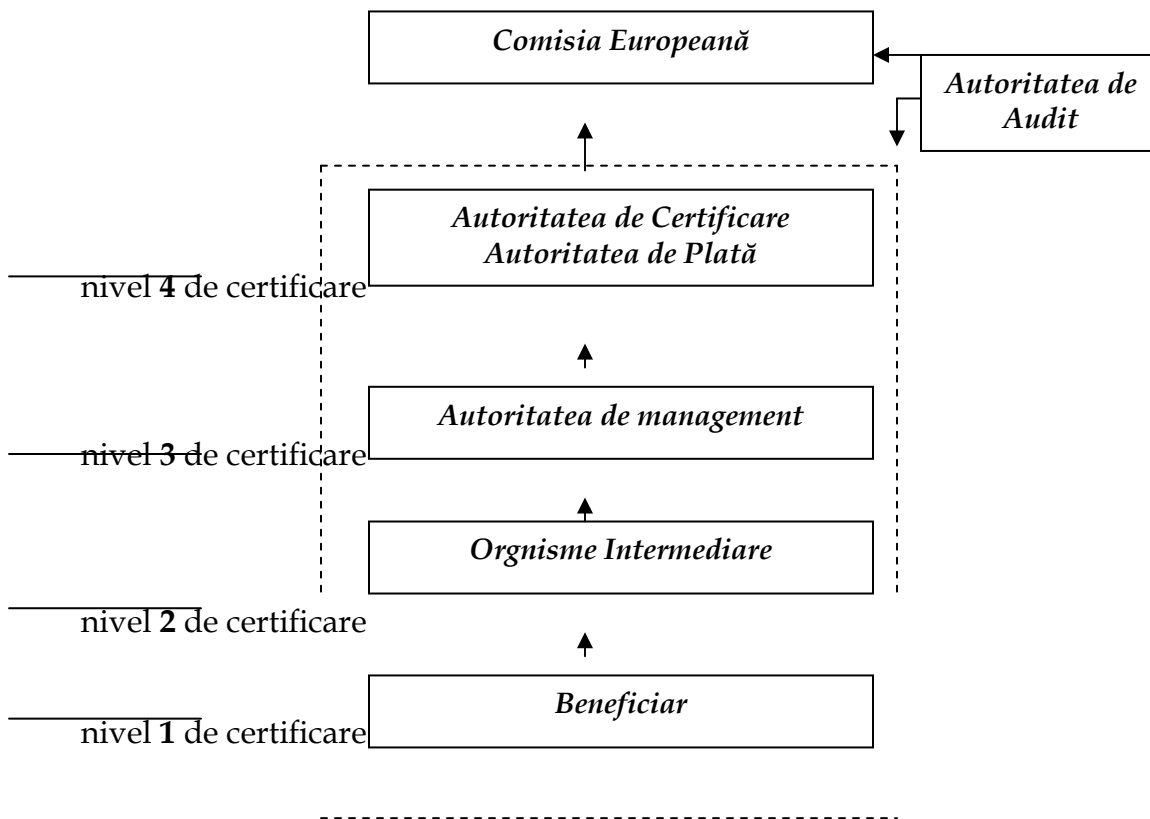 Comisia Europeană
Autoritatea de
Audit
Autoritatea de Certificare
Autoritatea de Plată
nivel 4 de certificare
Autoritatea de management
nivel 3 de certificare
Orgnisme Intermediare
nivel 2 de certificare
Beneficiar
nivel 1 de certificare